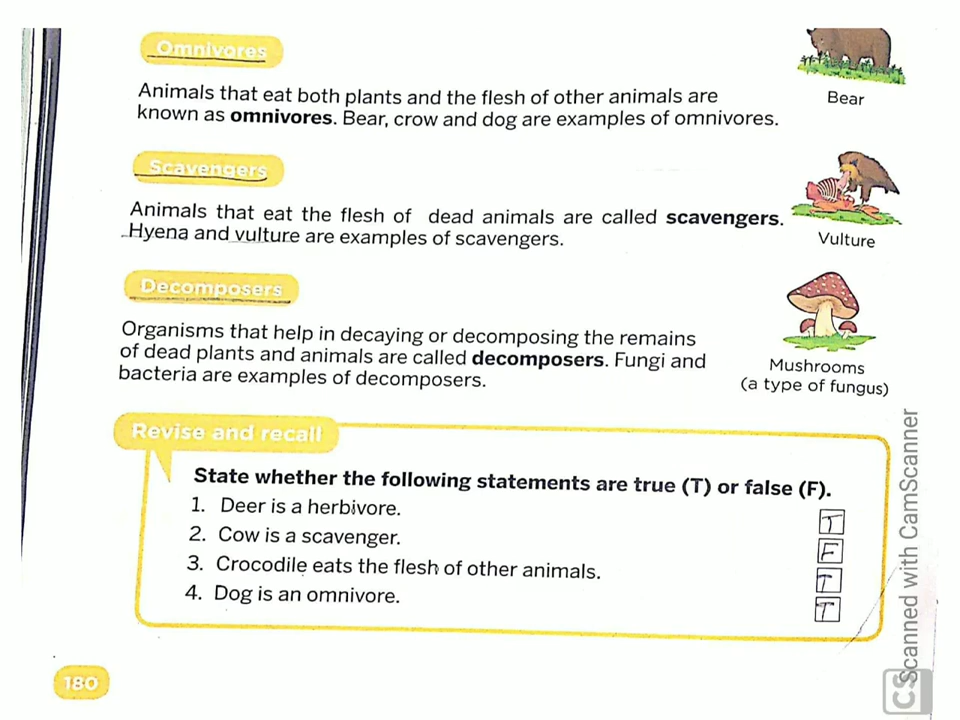 Omnivores
Animals that eat both plants and the flesh of other animals are
known as omnivores. Bear, crow and dog are examples of omnivores.
Bear
Scavengers
Animals that eat the flesh of dead animals are called scavengers.
Hyena and vulture are examples of scavengers.
Vulture
Decomposers
Organisms that help in decaying or decomposing the remains
of dead plants and animals are called decomposers. Fungi and
bacteria are examples of decomposers.
Mushrooms
(a type of fungus)
Revise and recall
State whether the following statements are true (T) or false (F).
1. Deer is a herbivore. T
2. Cow is a scavenger. F
3. Crocodile eats the flesh of other animals. T
4. Dog is an omnivore. T
180
CS Scanned with CamScanner